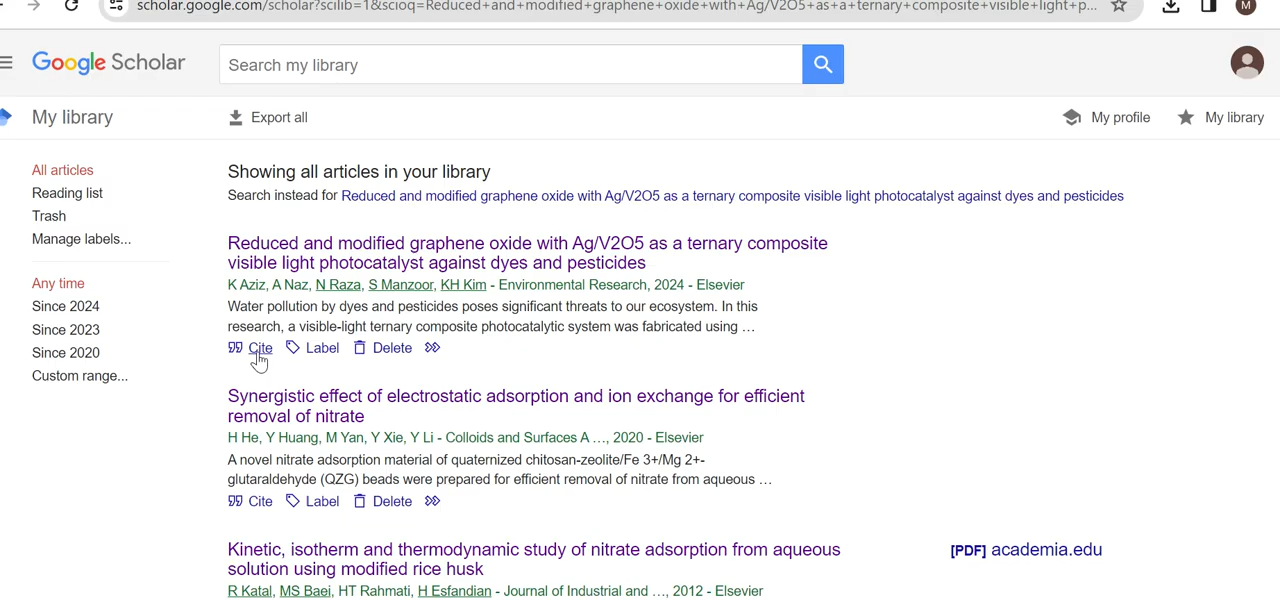 scholar.google.com/scholar?scilib=1&scioq=Reduced+and+modified+graphene+oxide+with+Ag/V2O5+as+a+ternary+composite+visible+light+p...
M
Google Scholar
Search my library
My library
Export all
My profile
My library
All articles
Reading list
Trash
Manage labels...
Any time
Since 2024
Since 2023
Since 2020
Custom range...
Showing all articles in your library
Search instead for Reduced and modified graphene oxide with Ag/V2O5 as a ternary composite visible light photocatalyst against dyes and pesticides
Reduced and modified graphene oxide with Ag/V2O5 as a ternary composite
visible light photocatalyst against dyes and pesticides
K Aziz, A Naz, N Raza, S Manzoor, KH Kim - Environmental Research, 2024 - Elsevier
Water pollution by dyes and pesticides poses significant threats to our ecosystem. In this
research, a visible-light ternary composite photocatalytic system was fabricated using …
Cite Label Delete
Synergistic effect of electrostatic adsorption and ion exchange for efficient
removal of nitrate
H He, Y Huang, M Yan, Y Xie, Y Li - Colloids and Surfaces A …, 2020 - Elsevier
A novel nitrate adsorption material of quaternized chitosan-zeolite/Fe 3+/Mg 2+-
glutaraldehyde (QZG) beads were prepared for efficient removal of nitrate from aqueous …
Cite Label Delete
Kinetic, isotherm and thermodynamic study of nitrate adsorption from aqueous
solution using modified rice husk
[PDF] academia.edu
R Katal, MS Baei, HT Rahmati, H Esfandian - Journal of Industrial and …, 2012 - Elsevier